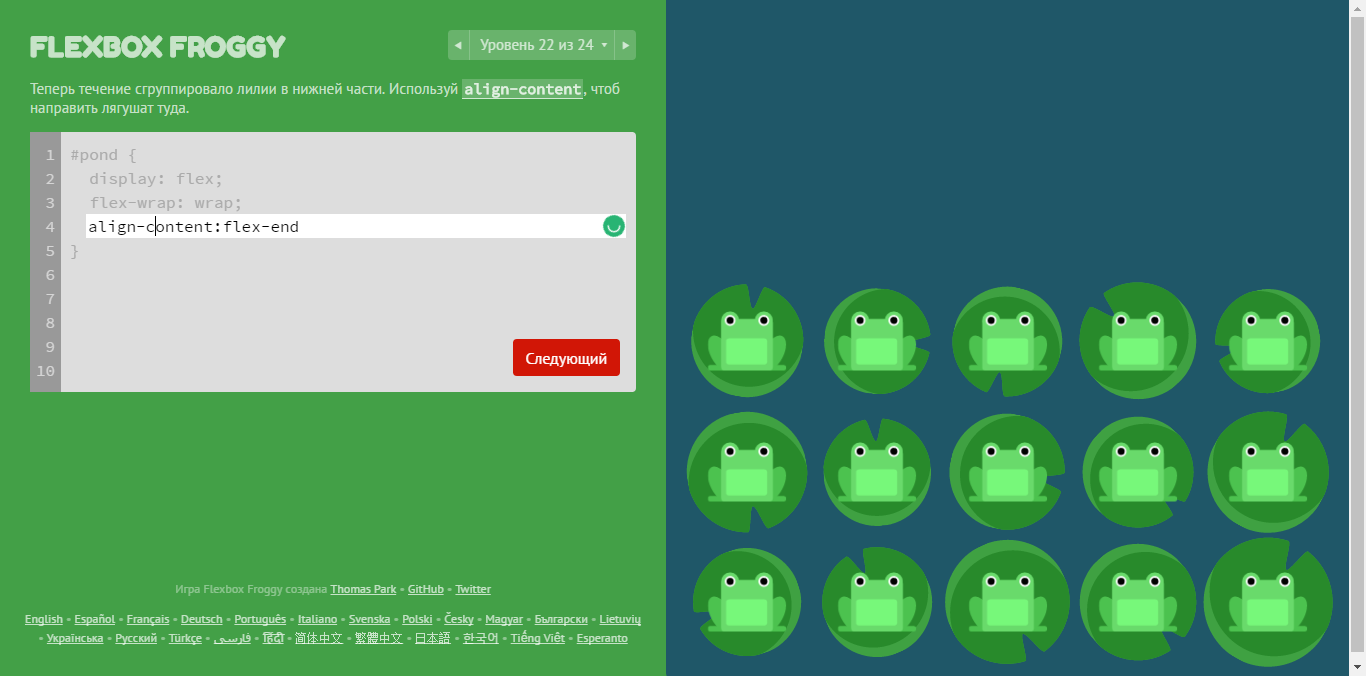 FLEXBOX FROGGY
Уровень 22 из 24
Теперь течение сгруппировало лилии в нижней части. Используй align-content, чтоб
направить лягушат туда.
1 #pond {
2 display: flex;
3 flex-wrap: wrap;
4 align-content:flex-end
5 }
6
7
8
9
10
Следующий
Игра Flexbox Froggy создана Thomas Park • GitHub • Twitter
English • Español • Français • Deutsch • Português • Italiano • Svenska • Polski • Česky • Magyar • Български • Lietuvių
• Українська • Русский • Türkçe • فارسی • हिंदी • 简体中文 • 繁體中文 • 日本語 • 한국어 • Tiếng Việt • Esperanto